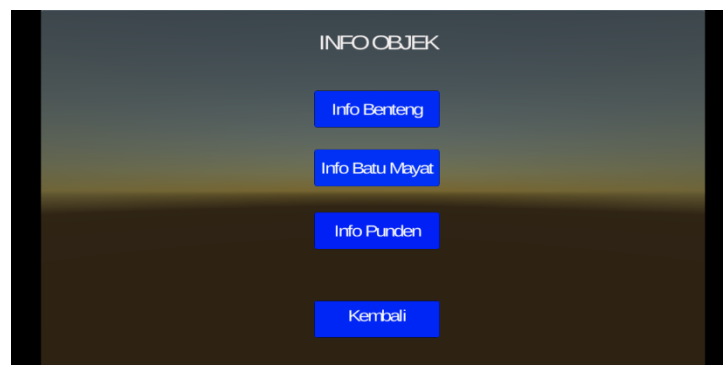 INFO OBJEK
Info Benteng
Info Batu Mayat
Info Punden
Kembali